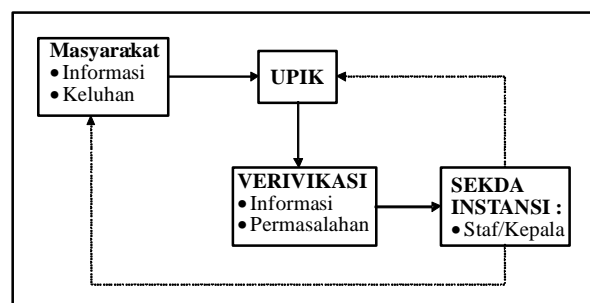 Masyarakat
• Informasi
• Keluhan
UPIK
VERIVIKASI
• Informasi
• Permasalahan
SEKDA
INSTANSI :
• Staf/Kepala